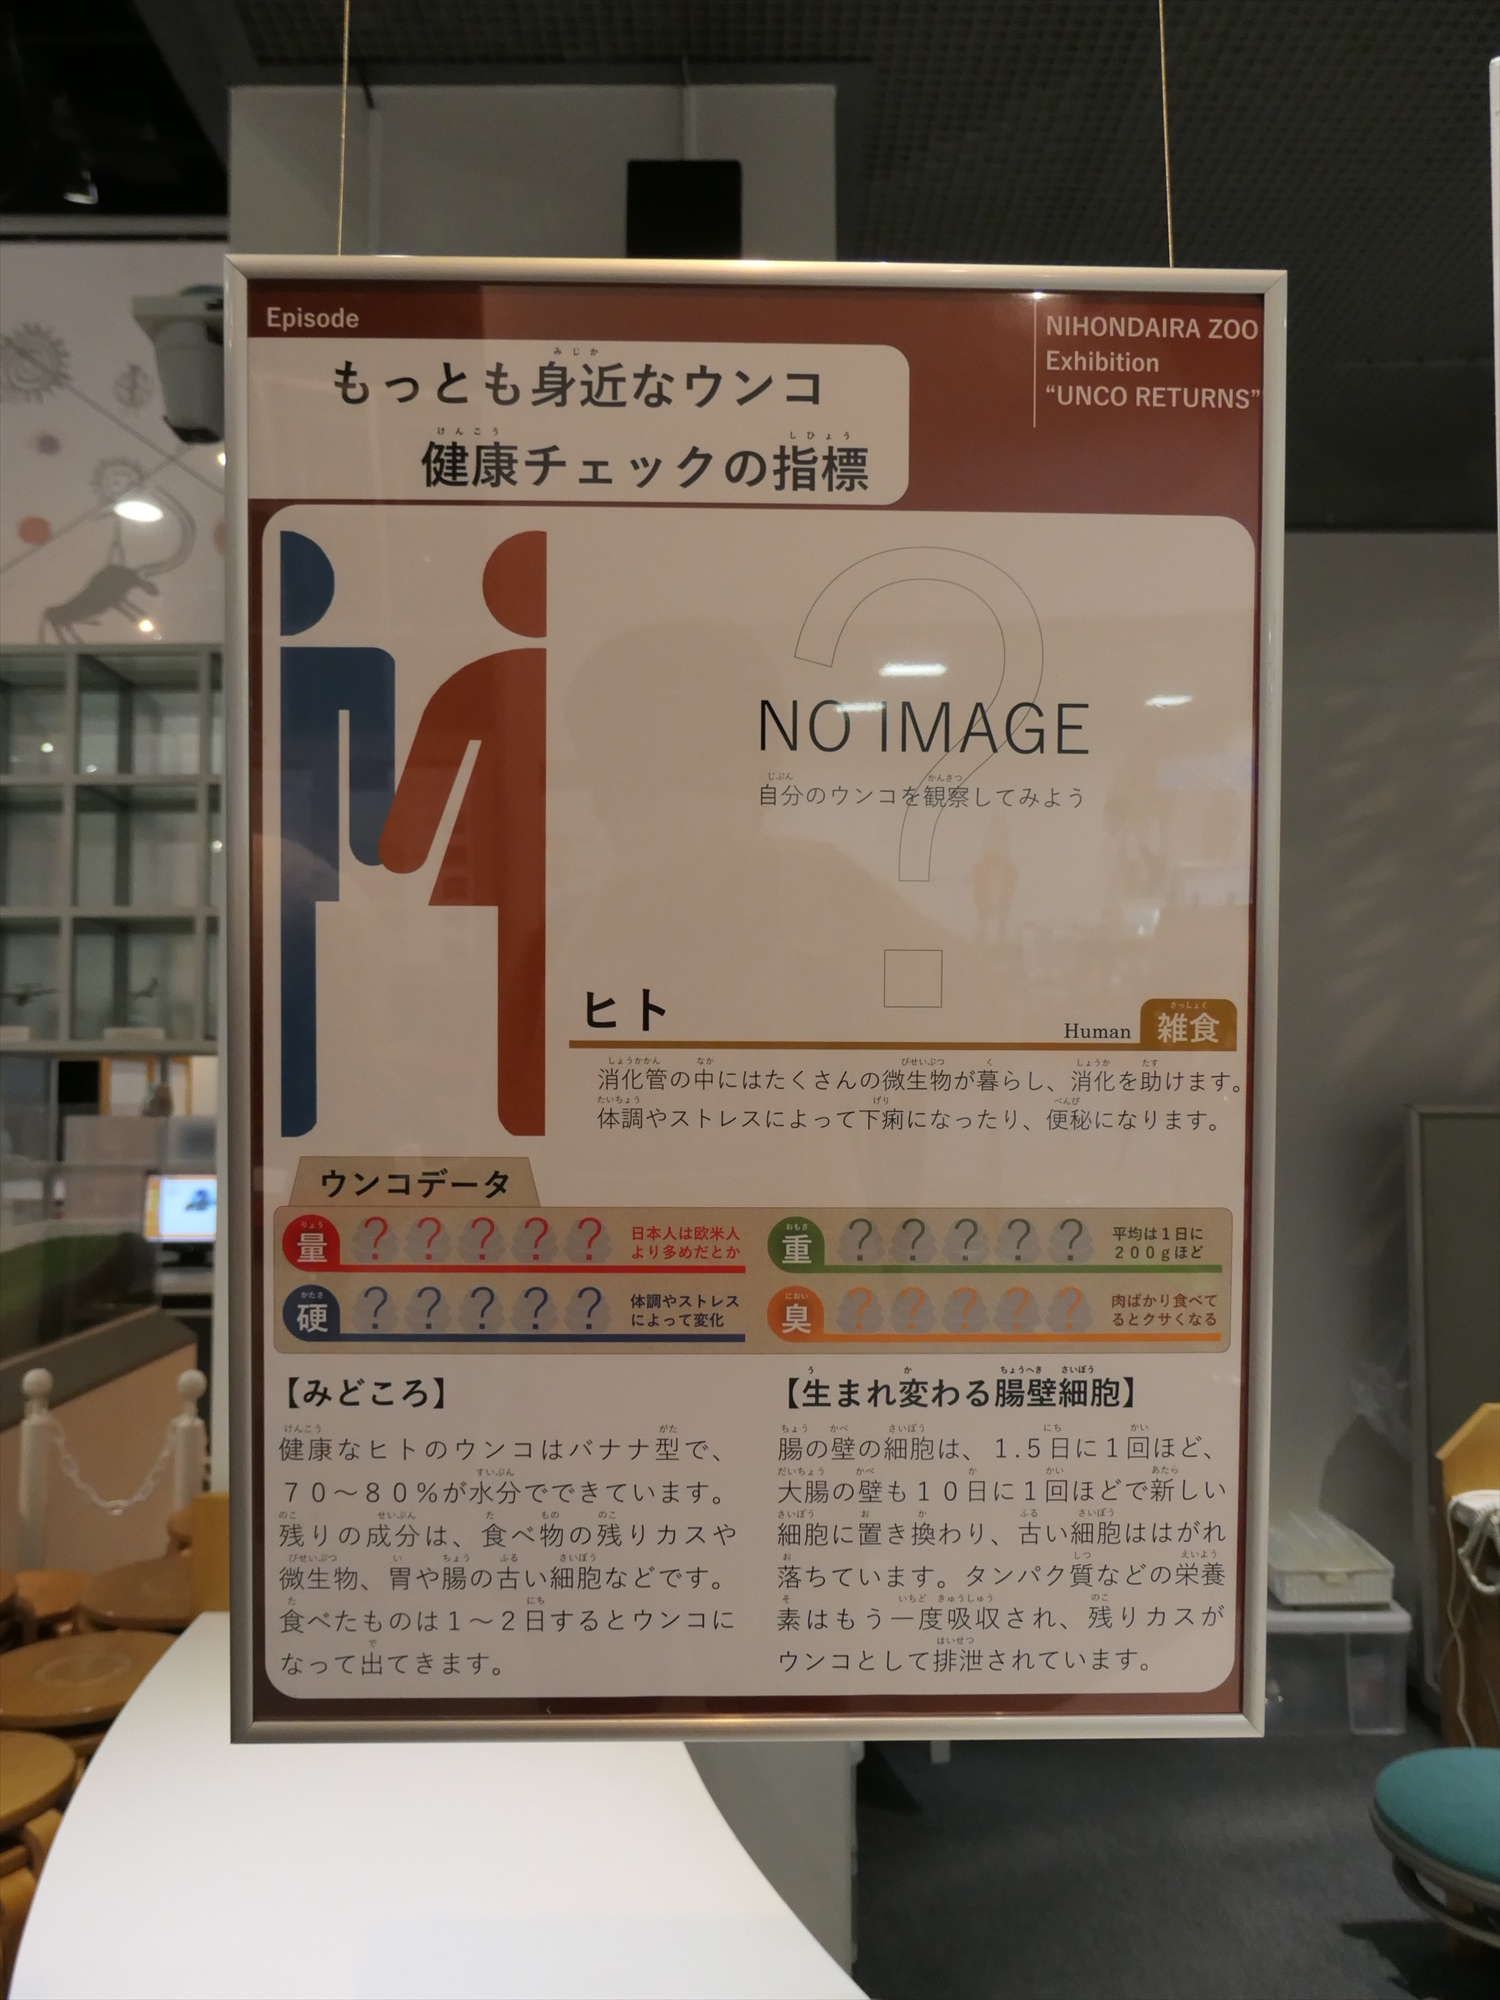 Episode
もっとも身近なウンコ
健康チェックの指標
NIHONDAIRA ZOO
Exhibition
“UNCO RETURNS”
NO IMAGE
自分のウンコを観察してみよう
ヒト
Human
雑食
消化管の中にはたくさんの微生物が暮らし、消化を助けます。
体調やストレスによって下痢になったり、便秘になります。
ウンコデータ
量 ? ? ? ? ? 日本人は欧米人
より多めだとか
重 ? ? ? ? ? 平均は1日に
200gほど
硬 ? ? ? ? ? 体調やストレス
によって変化
臭 ? ? ? ? ? 肉ばかり食べて
るとクサくなる
【みどころ】
健康なヒトのウンコはバナナ型で、
70～80%が水分でできています。
残りの成分は、食べ物の残りカスや
微生物、胃や腸の古い細胞などです。
食べたものは1～2日するとウンコに
なって出てきます。
【生まれ変わる腸壁細胞】
腸の壁の細胞は、1.5日に1回ほど、
大腸の壁も10日に1回ほどで新しい
細胞に置き換わり、古い細胞ははがれ
落ちています。タンパク質などの栄養
素はもう一度吸収され、残りカスが
ウンコとして排泄されています。